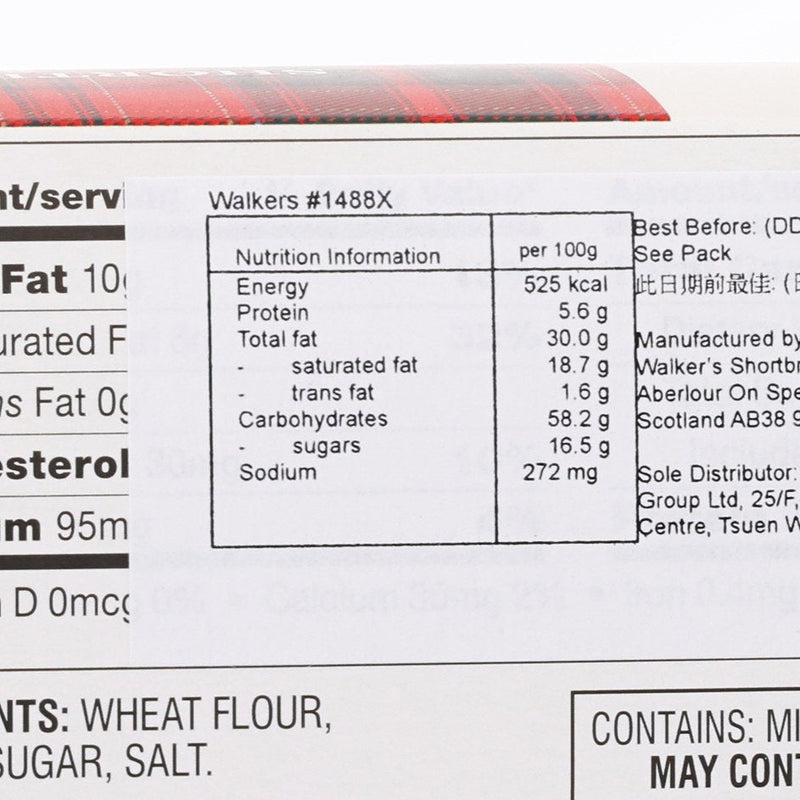 nt/servi
Fat 10g
urated F
ns Fat 0g
esterol
um 95m
n D 0mcg
Walkers #1488X
Nutrition Information per 100g
Energy 525 kcal
Protein 5.6 g
Total fat 30.0 g
- saturated fat 18.7 g
- trans fat 1.6 g
Carbohydrates 58.2 g
- sugars 16.5 g
Sodium 272 mg
Best Before: (DD
See Pack
此日期前最佳: (日
Manufactured by
Walker's Shortbr
Aberlour On Spe
Scotland AB38 9
Sole Distributor:
Group Ltd, 25/F,
Centre, Tsuen W
NTS: WHEAT FLOUR,
SUGAR, SALT.
CONTAINS: MI
MAY CONT